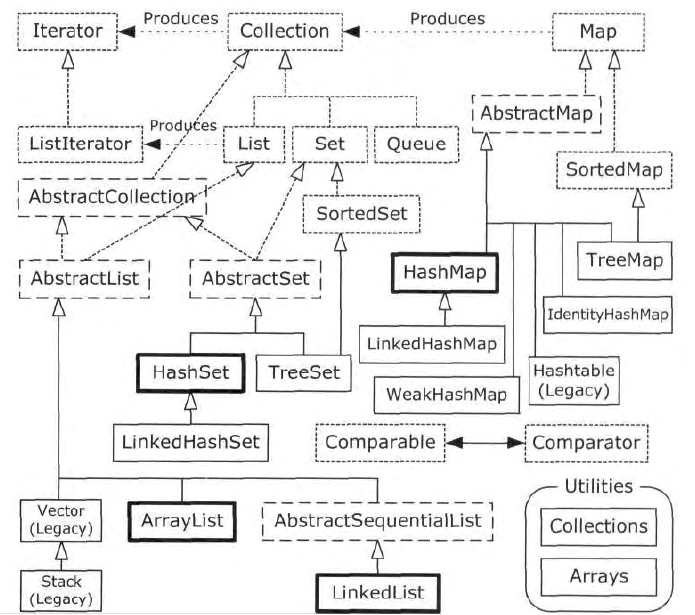 Iterator
Produces
Collection
Produces
Map
AbstractMap
ListIterator
Produces
List
Set
Queue
SortedMap
AbstractCollection
SortedSet
AbstractList
AbstractSet
HashMap
TreeMap
IdentityHashMap
LinkedHashMap
HashSet
TreeSet
Hashtable
(Legacy)
WeakHashMap
LinkedHashSet
Comparable
Comparator
Utilities
Vector
(Legacy)
ArrayList
AbstractSequentialList
Collections
Stack
(Legacy)
LinkedList
Arrays